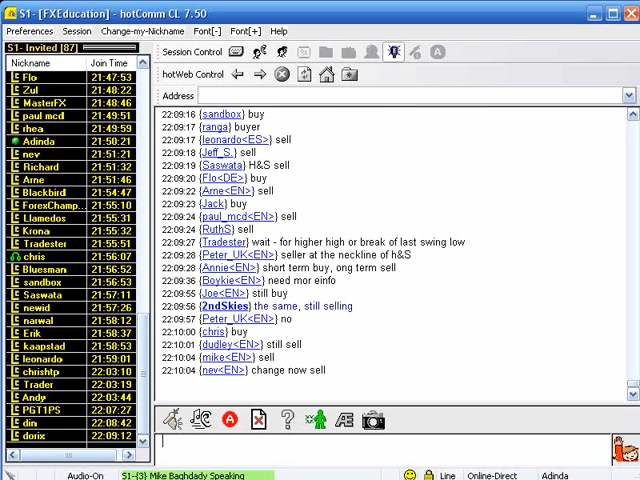 S1- [FXEducation] - hotComm CL 7.50
Preferences Session Change-my-Nickname Font[-] Font[+] Help
S1- Invited [87]
Session Control
Nickname Join Time
hotWeb Control
Address
Flo 21:47:53
Zul 21:48:22
MasterFX 21:48:46
paul mcd 21:49:51
rhea 21:49:59
Adinda 21:50:21
nev 21:51:21
Richard 21:51:32
Arne 21:51:46
Blackbird 21:54:47
ForexChamp... 21:55:10
Llamedos 21:55:31
Krona 21:55:32
Tradester 21:55:51
chris 21:56:07
Bluesman 21:56:52
sandbox 21:56:53
Saswata 21:57:11
newid 21:57:26
narwal 21:58:12
Erik 21:58:37
kaapstad 21:58:53
leonardo 21:59:01
chrishtp 22:03:10
Trader 22:03:19
Andy 22:03:44
PGT1PS 22:07:27
din 22:08:42
dorix 22:09:12
22:09:16 {sandbox} buy
22:09:17 {ranga} buyer
22:09:17 {leonardo<ES>} sell
22:09:18 {Jeff_S.} sell
22:09:19 {Saswata} H&S sell
22:09:20 {Flo<DE>} buy
22:09:22 {Arne<EN>} sell
22:09:23 {Jack} buy
22:09:24 {paul_mcd<EN>} sell
22:09:24 {RuthS} sell
22:09:27 {Tradester} wait - for higher high or break of last swing low
22:09:28 {Peter_UK<EN>} seller at the neckline of h&S
22:09:28 {Annie<EN>} short term buy, ong term sell
22:09:36 {Boykie<EN>} need mor einfo
22:09:55 {Joe<EN>} still buy
22:09:56 {2ndSkies} the same, still selling
22:09:57 {Peter_UK<EN>} no
22:10:00 {chris} buy
22:10:01 {dudley<EN>} still sell
22:10:04 {mike<EN>} sell
22:10:04 {nev<EN>} change now sell
Audio-On S1-{3} Mike Baghdady Speaking Line Online-Direct Adinda